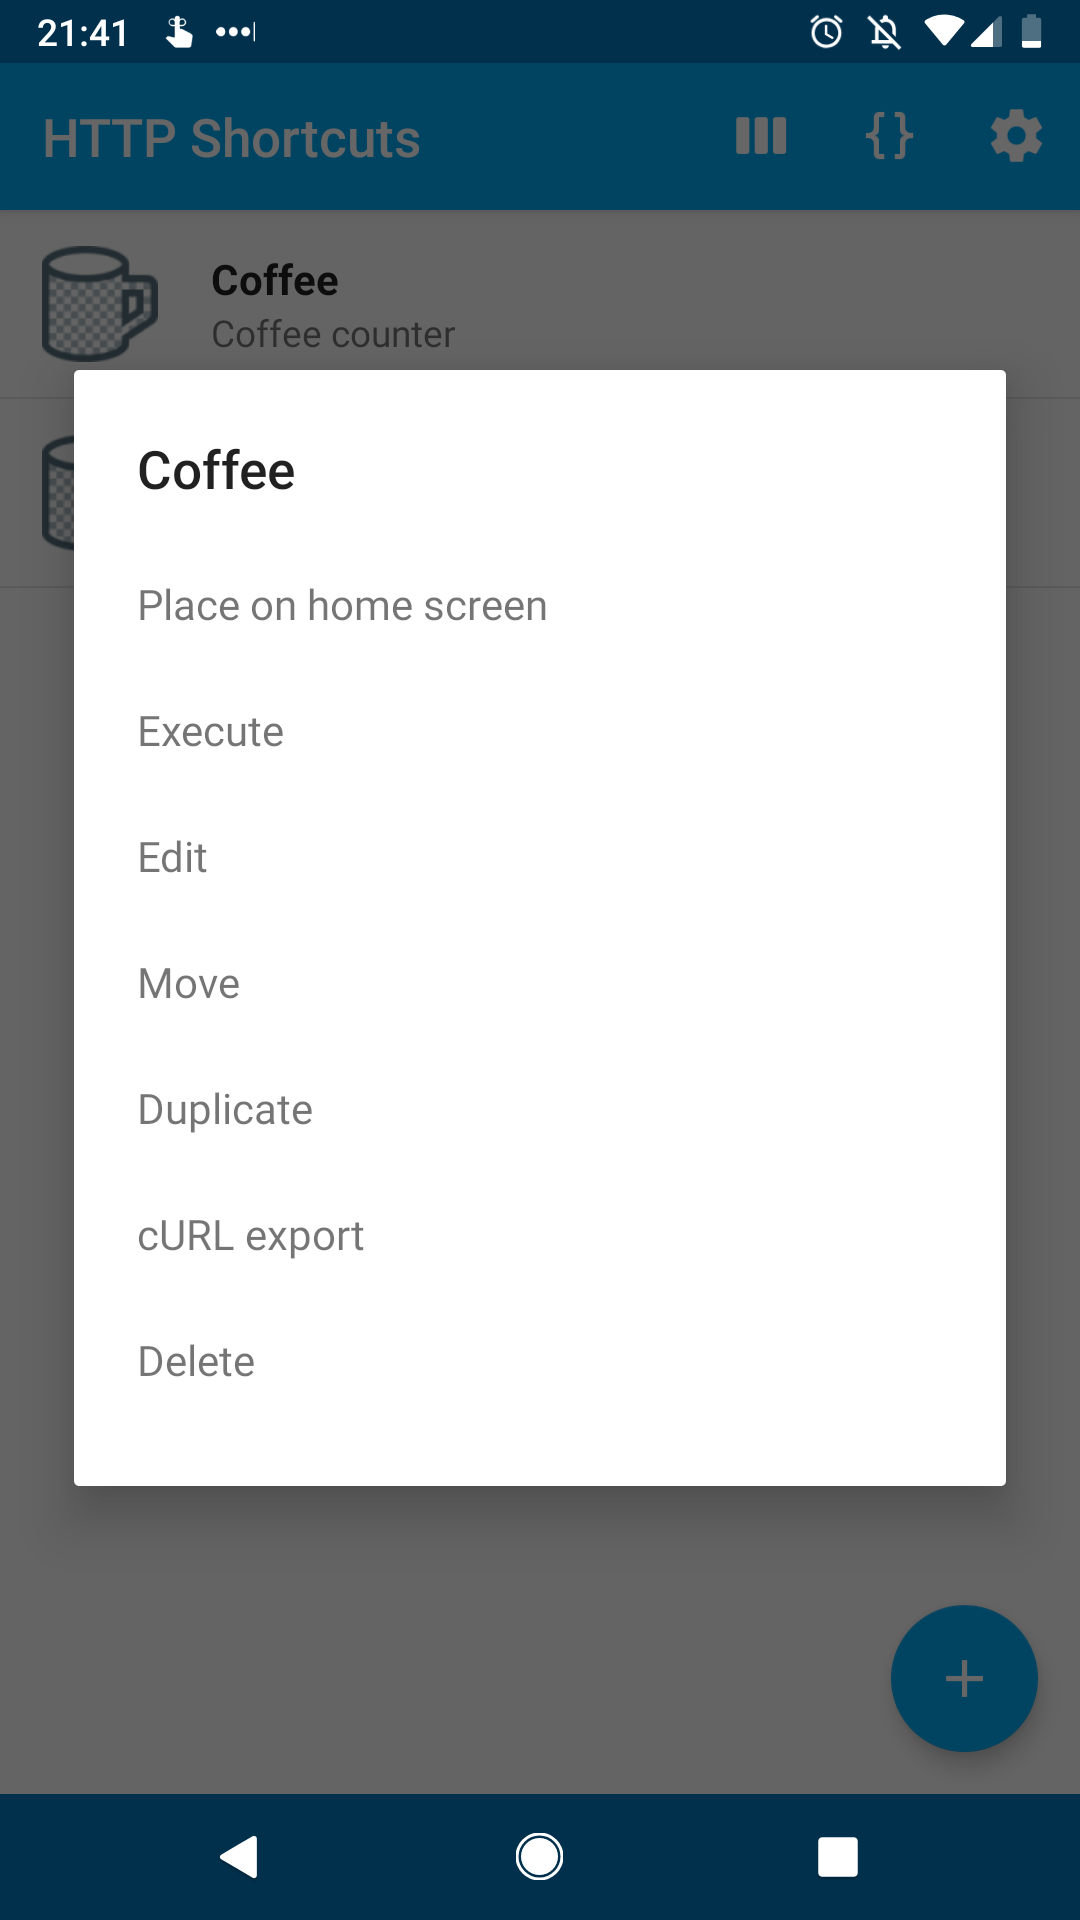 21:41
HTTP Shortcuts
Coffee
Coffee counter
Coffee
Place on home screen
Execute
Edit
Move
Duplicate
cURL export
Delete